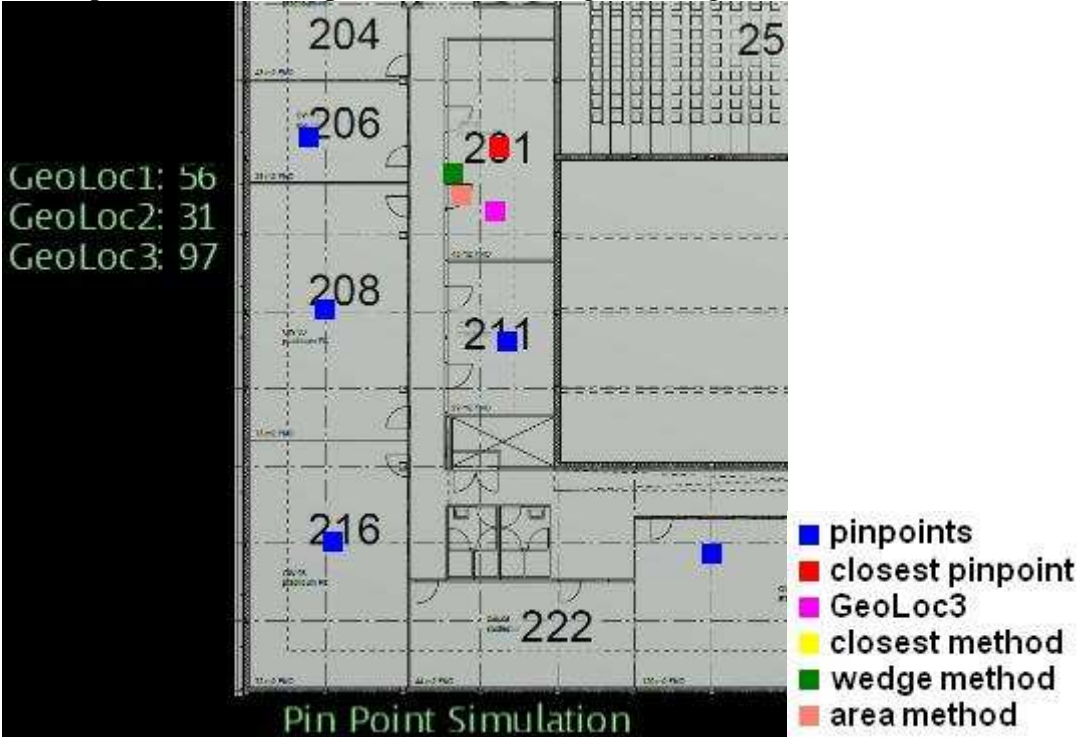 204
25
206
201
GeoLoc1: 56
GeoLoc2: 31
GeoLoc3: 97
208
211
216
222
Pin Point Simulation
pinpoints
closest pinpoint
GeoLoc3
closest method
wedge method
area method